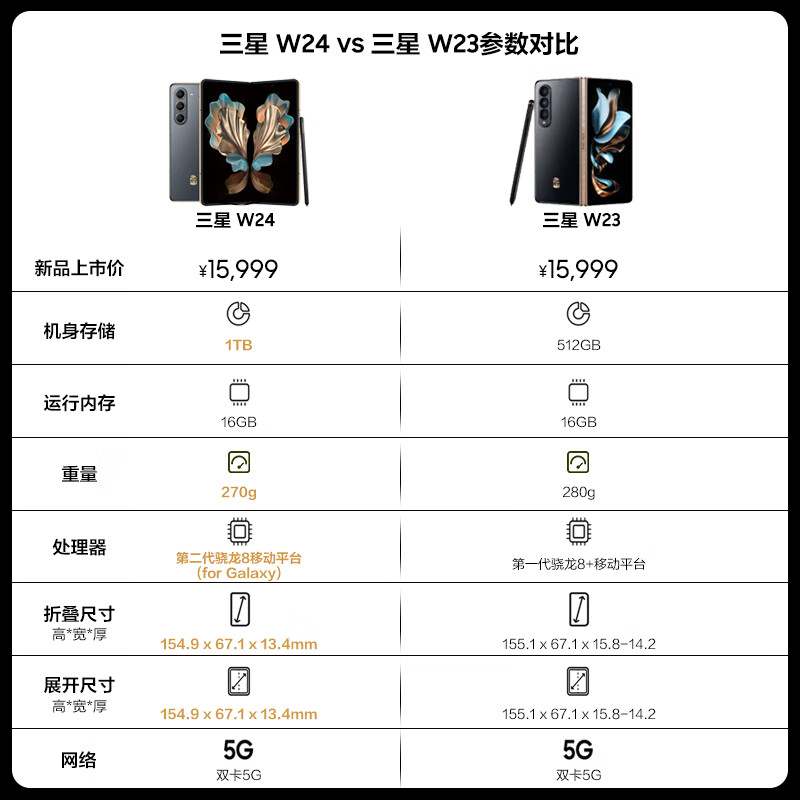 三星 W24 vs 三星 W23参数对比
三星 W24
三星 W23
新品上市价
¥15,999
¥15,999
机身存储
1TB
512GB
运行内存
16GB
16GB
重量
270g
280g
处理器
第二代骁龙8移动平台
（for Galaxy）
第一代骁龙8+移动平台
折叠尺寸
高*宽*厚
154.9 x 67.1 x 13.4mm
155.1 x 67.1 x 15.8-14.2
展开尺寸
高*宽*厚
154.9 x 67.1 x 13.4mm
155.1 x 67.1 x 15.8-14.2
网络
5G
双卡5G
5G
双卡5G